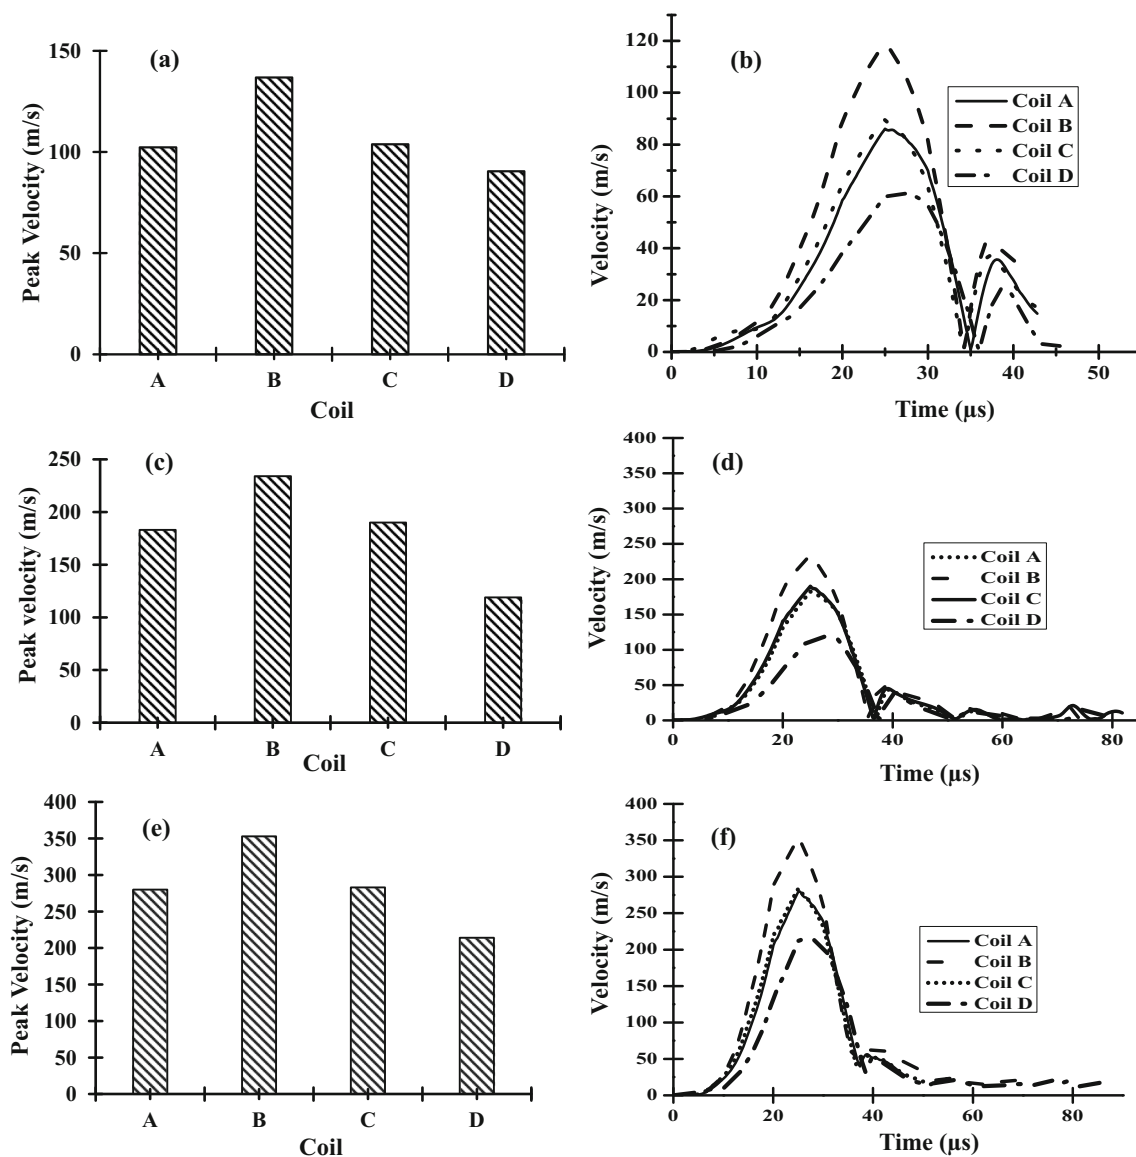 (a)
Peak Velocity (m/s)
150
100
50
0
A B C D
Coil
(b)
Velocity (m/s)
120
100
80
60
40
20
0
Coil A
Coil B
Coil C
Coil D
0 10 20 30 40 50
Time (µs)
(c)
Peak velocity (m/s)
250
200
150
100
50
0
A B C D
Coil
(d)
Velocity (m/s)
400
350
300
250
200
150
100
50
0
Coil A
Coil B
Coil C
Coil D
0 20 40 60 80
Time (µs)
(e)
Peak Velocity (m/s)
400
350
300
250
200
150
100
50
0
A B C D
Coil
(f)
Velocity (m/s)
400
350
300
250
200
150
100
50
0
Coil A
Coil B
Coil C
Coil D
0 20 40 60 80
Time (µs)